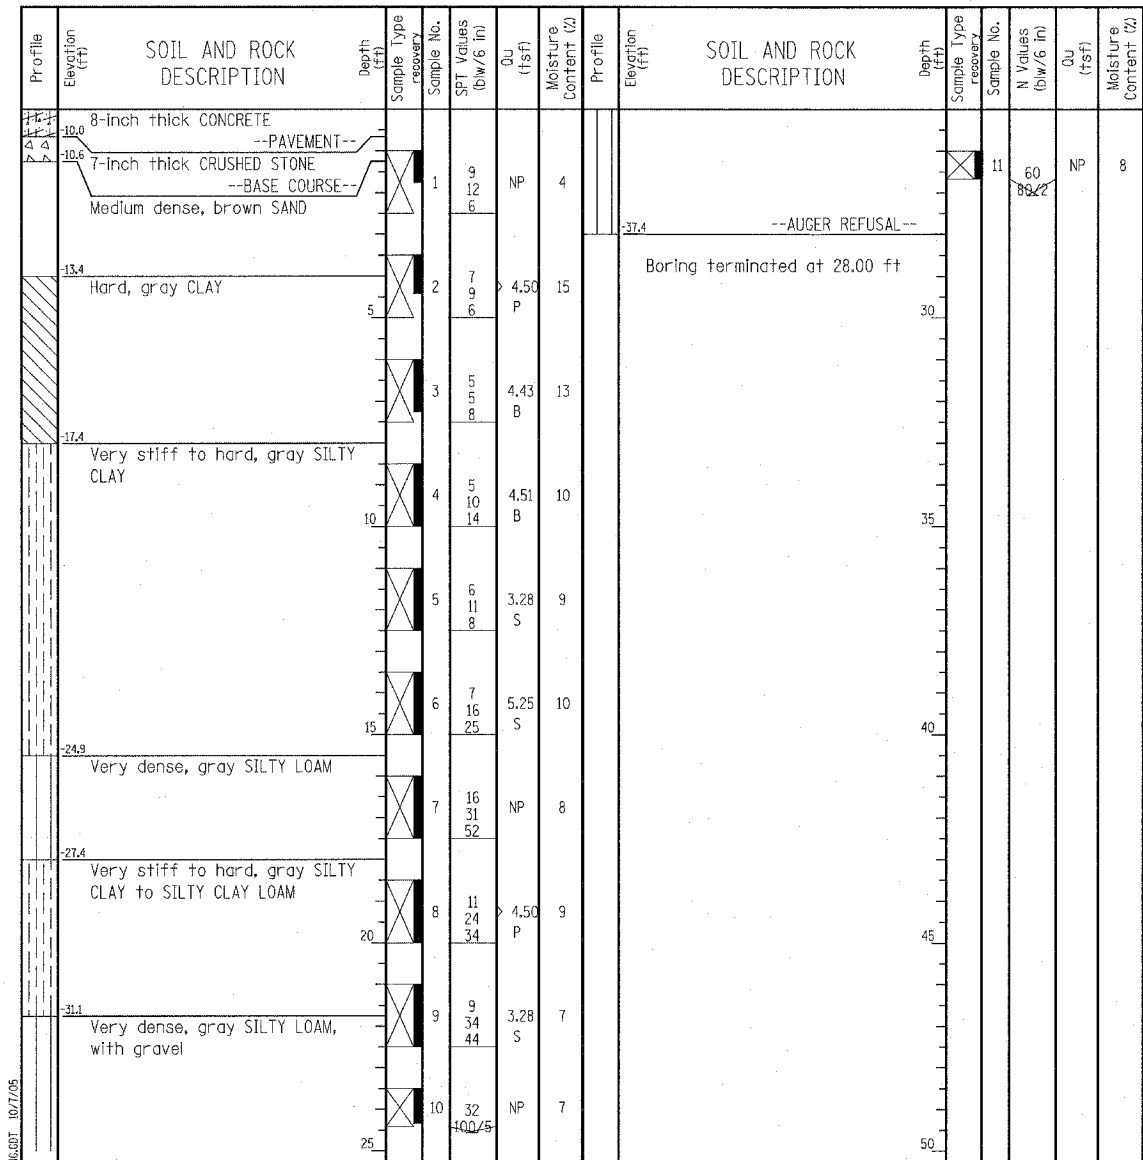 Profile
Elevation (ft)
SOIL AND ROCK
DESCRIPTION
Depth (ft)
Sample Type
recovery
Sample No.
SPT Values
(blw/6 in)
Qu
(tsf)
Moisture
Content (%)
Profile
Elevation (ft)
SOIL AND ROCK
DESCRIPTION
Depth (ft)
Sample Type
recovery
Sample No.
N Values
(blw/6 in)
Qu
(tsf)
Moisture
Content (%)
8-inch thick CONCRETE
-10.0
--PAVEMENT--
-10.6
7-inch thick CRUSHED STONE
--BASE COURSE--
Medium dense, brown SAND
1
9
12
6
NP
4
-13.4
Hard, gray CLAY
2
7
9
6
> 4.50
P
15
5
3
5
5
8
4.43
B
13
-17.4
Very stiff to hard, gray SILTY
CLAY
4
5
10
14
4.51
B
10
10
5
6
11
8
3.28
S
9
6
7
16
25
5.25
S
10
15
-24.9
Very dense, gray SILTY LOAM
7
16
31
52
NP
8
-27.4
Very stiff to hard, gray SILTY
CLAY to SILTY CLAY LOAM
8
11
24
34
> 4.50
P
9
20
-31.1
9
9
34
44
3.28
S
7
Very dense, gray SILTY LOAM,
with gravel
10
32
100/5
NP
7
25
11
60
80/2
NP
8
-37.4
--AUGER REFUSAL--
Boring terminated at 28.00 ft
30
35
40
45
50
NG.GDT 10/7/05